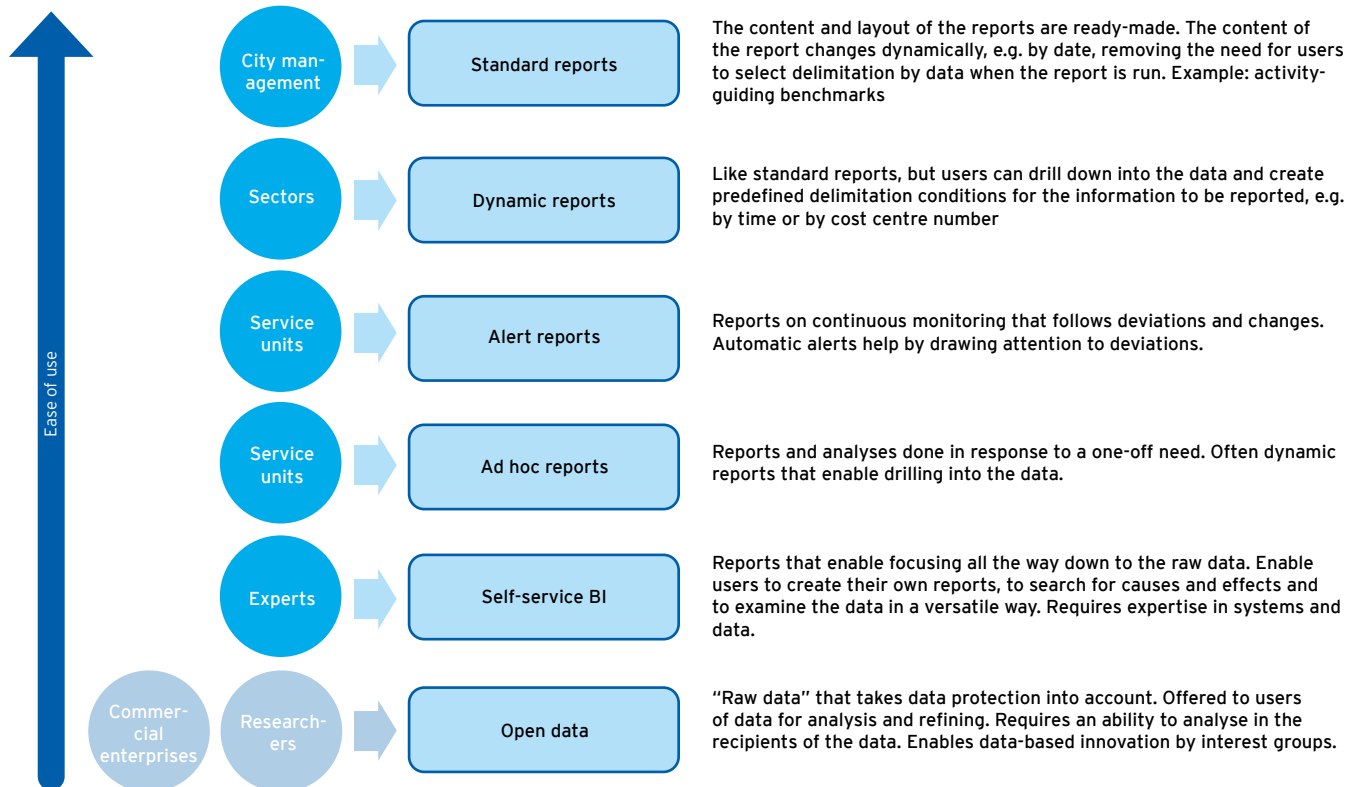 City man-
agement
Standard reports
The content and layout of the reports are ready-made. The content of
the report changes dynamically, e.g. by date, removing the need for users
to select delimitation by data when the report is run. Example: activity-
guiding benchmarks
Sectors
Dynamic reports
Like standard reports, but users can drill down into the data and create
predefined delimitation conditions for the information to be reported, e.g.
by time or by cost centre number
Service
units
Alert reports
Reports on continuous monitoring that follows deviations and changes.
Automatic alerts help by drawing attention to deviations.
Ease of use
Service
units
Ad hoc reports
Reports and analyses done in response to a one-off need. Often dynamic
reports that enable drilling into the data.
Experts
Self-service BI
Reports that enable focusing all the way down to the raw data. Enable
users to create their own reports, to search for causes and effects and
to examine the data in a versatile way. Requires expertise in systems and
data.
Commer-
cial
enterprises
Research-
ers
Open data
“Raw data” that takes data protection into account. Offered to users
of data for analysis and refining. Requires an ability to analyse in the
recipients of the data. Enables data-based innovation by interest groups.